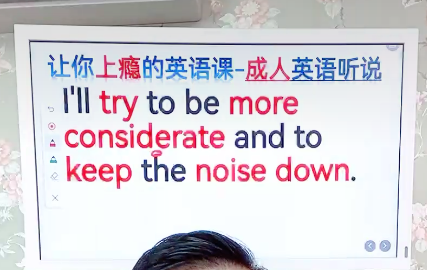 让你上瘾的英语课-成人英语听说
I'll try to be more
considerate and to
keep the noise down.